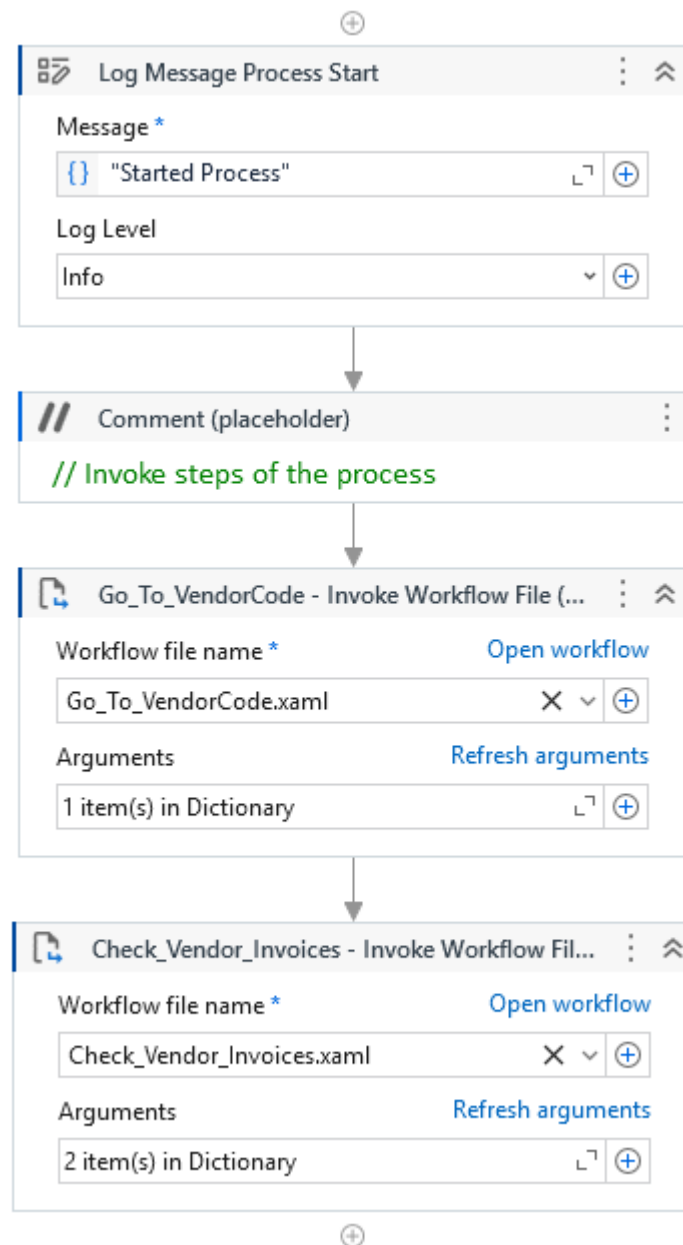 Log Message Process Start
Message *
{} "Started Process"
Log Level
Info
// Comment (placeholder)
// Invoke steps of the process
Go_To_VendorCode - Invoke Workflow File (...
Workflow file name * Open workflow
Go_To_VendorCode.xaml
Arguments Refresh arguments
1 item(s) in Dictionary
Check_Vendor_Invoices - Invoke Workflow Fil...
Workflow file name * Open workflow
Check_Vendor_Invoices.xaml
Arguments Refresh arguments
2 item(s) in Dictionary